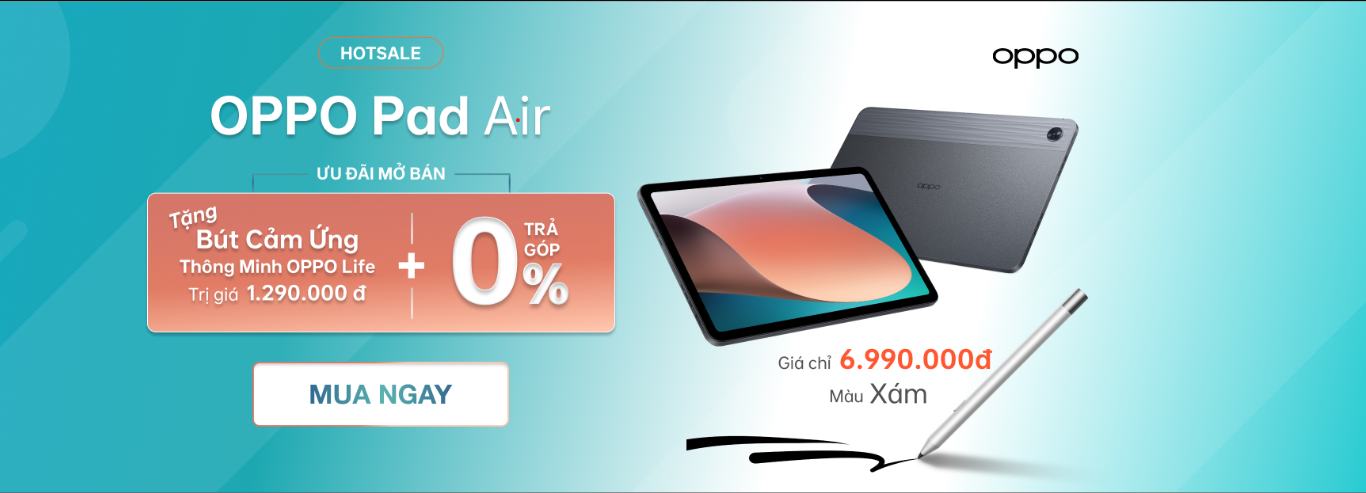 HOTSALE
OPPO Pad Air
ƯU ĐÃI MỞ BÁN
Tặng
Bút Cảm Ứng
Thông Minh OPPO Life
Trị giá 1.290.000 đ
+
0%
TRẢ
GÓP
MUA NGAY
oppo
oppo
Giá chỉ 6.990.000đ
Màu Xám